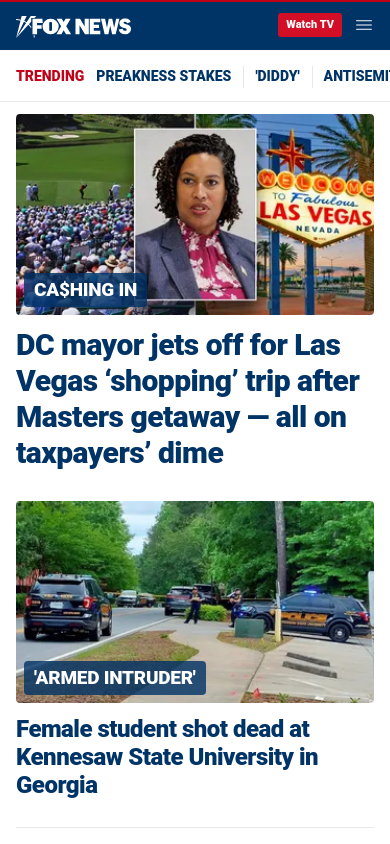 FOX NEWS
Watch TV
TRENDING PREAKNESS STAKES 'DIDDY' ANTISEMI
WELCOME
TO Fabulous
LAS VEGAS
NEVADA
CA$HING IN
DC mayor jets off for Las
Vegas ‘shopping’ trip after
Masters getaway — all on
taxpayers’ dime
POLICE
'ARMED INTRUDER'
Female student shot dead at
Kennesaw State University in
Georgia